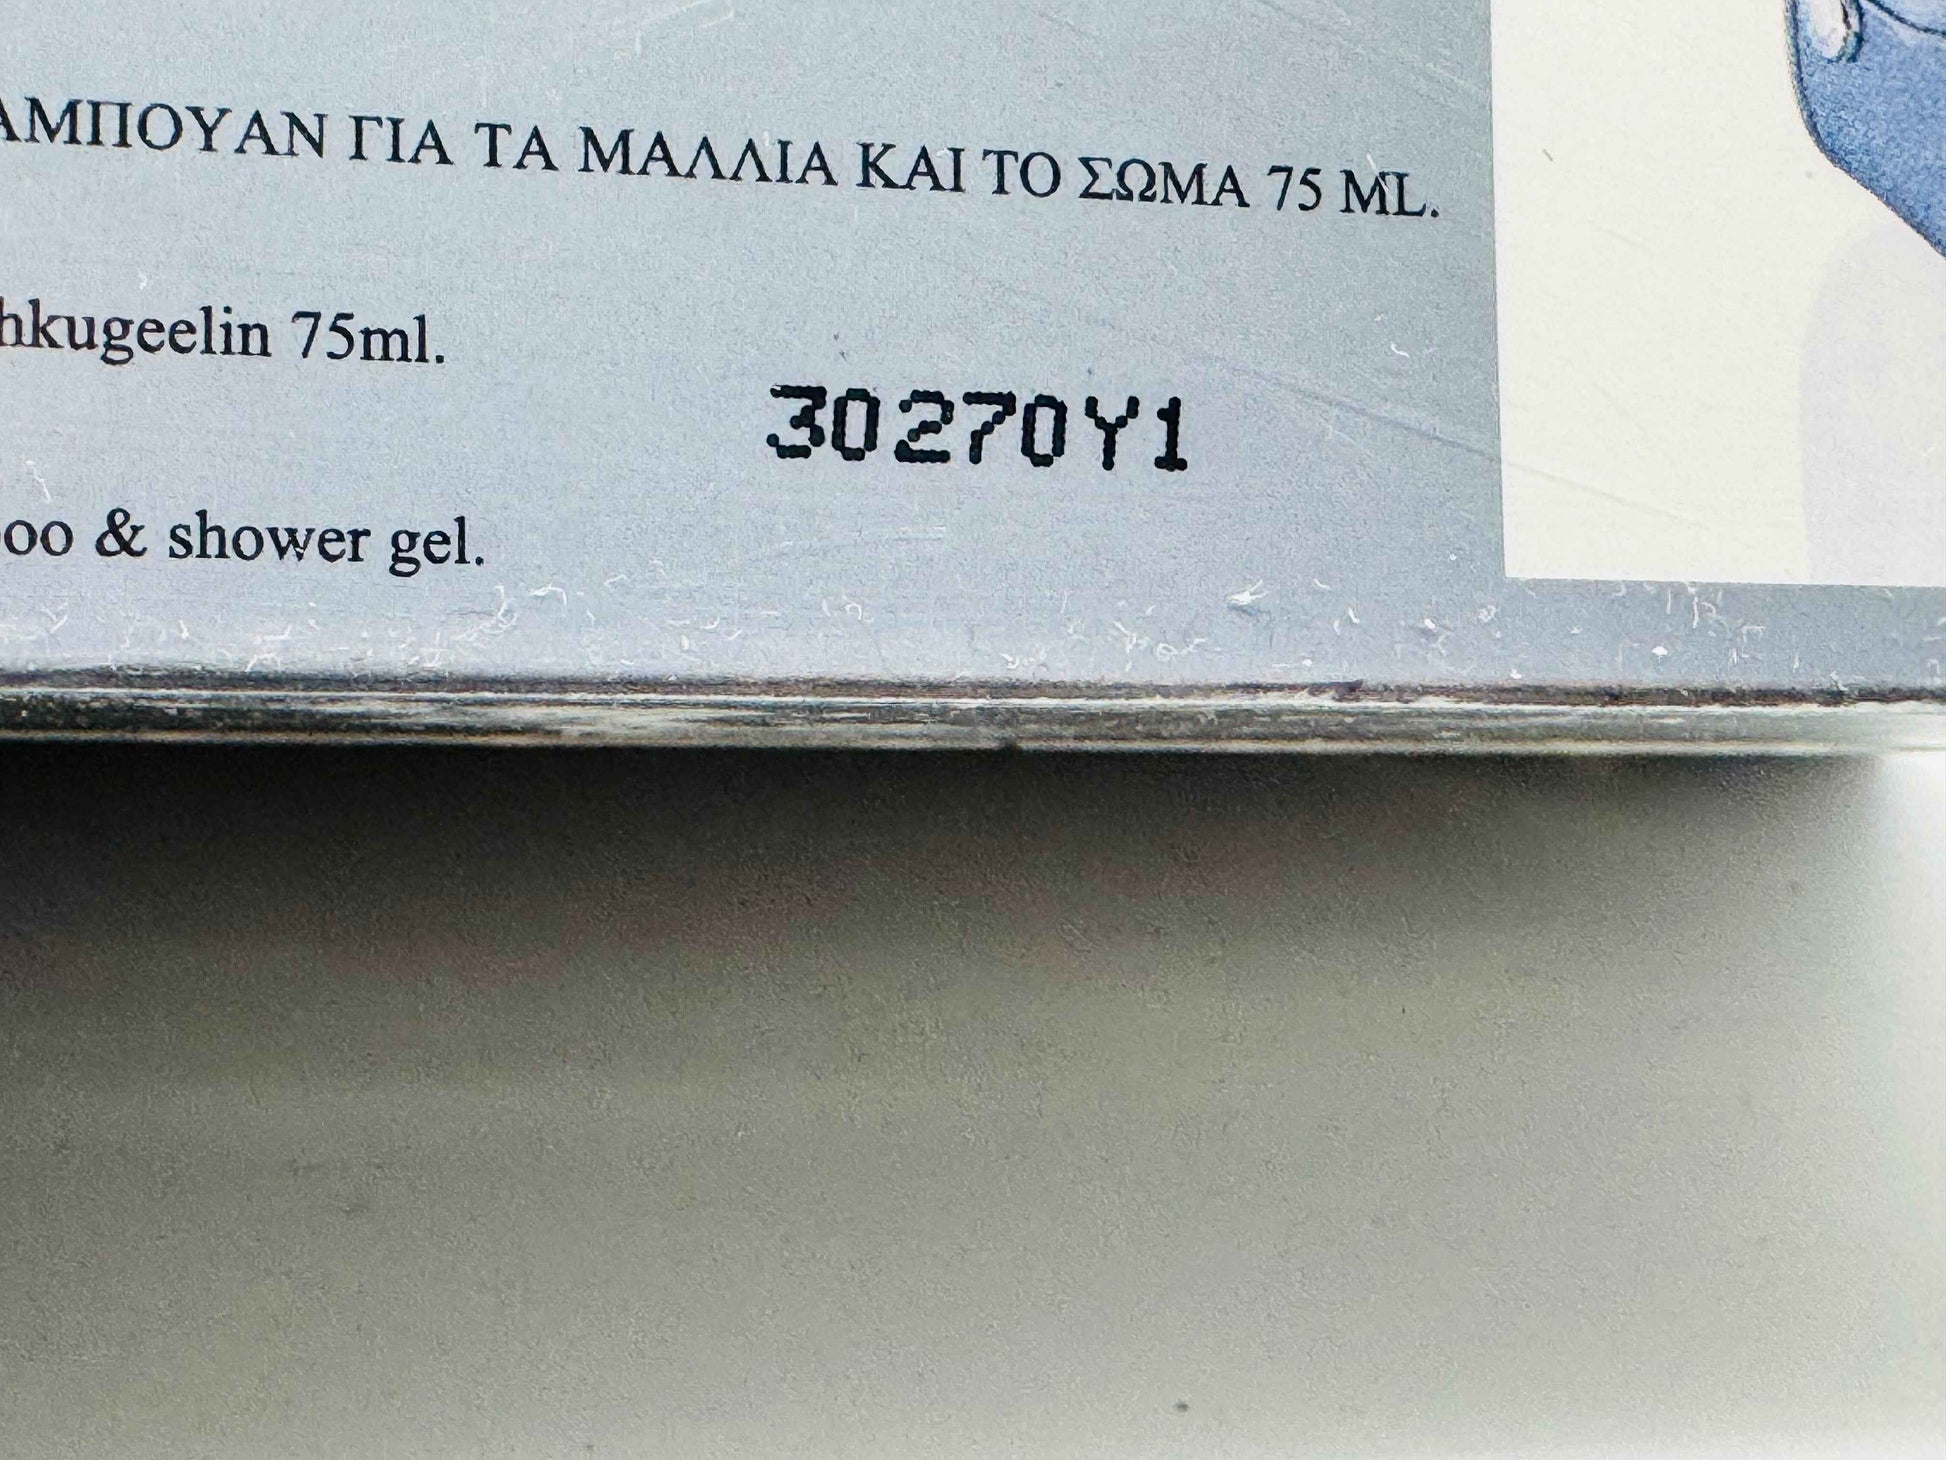 ΑΜΠΟΥΑΝ ΓΙΑ ΤΑ ΜΑΛΛΙΑ ΚΑΙ ΤΟ ΣΩΜΑ 75 ML.
hkugeelin 75ml.
30270Y1
oo & shower gel.